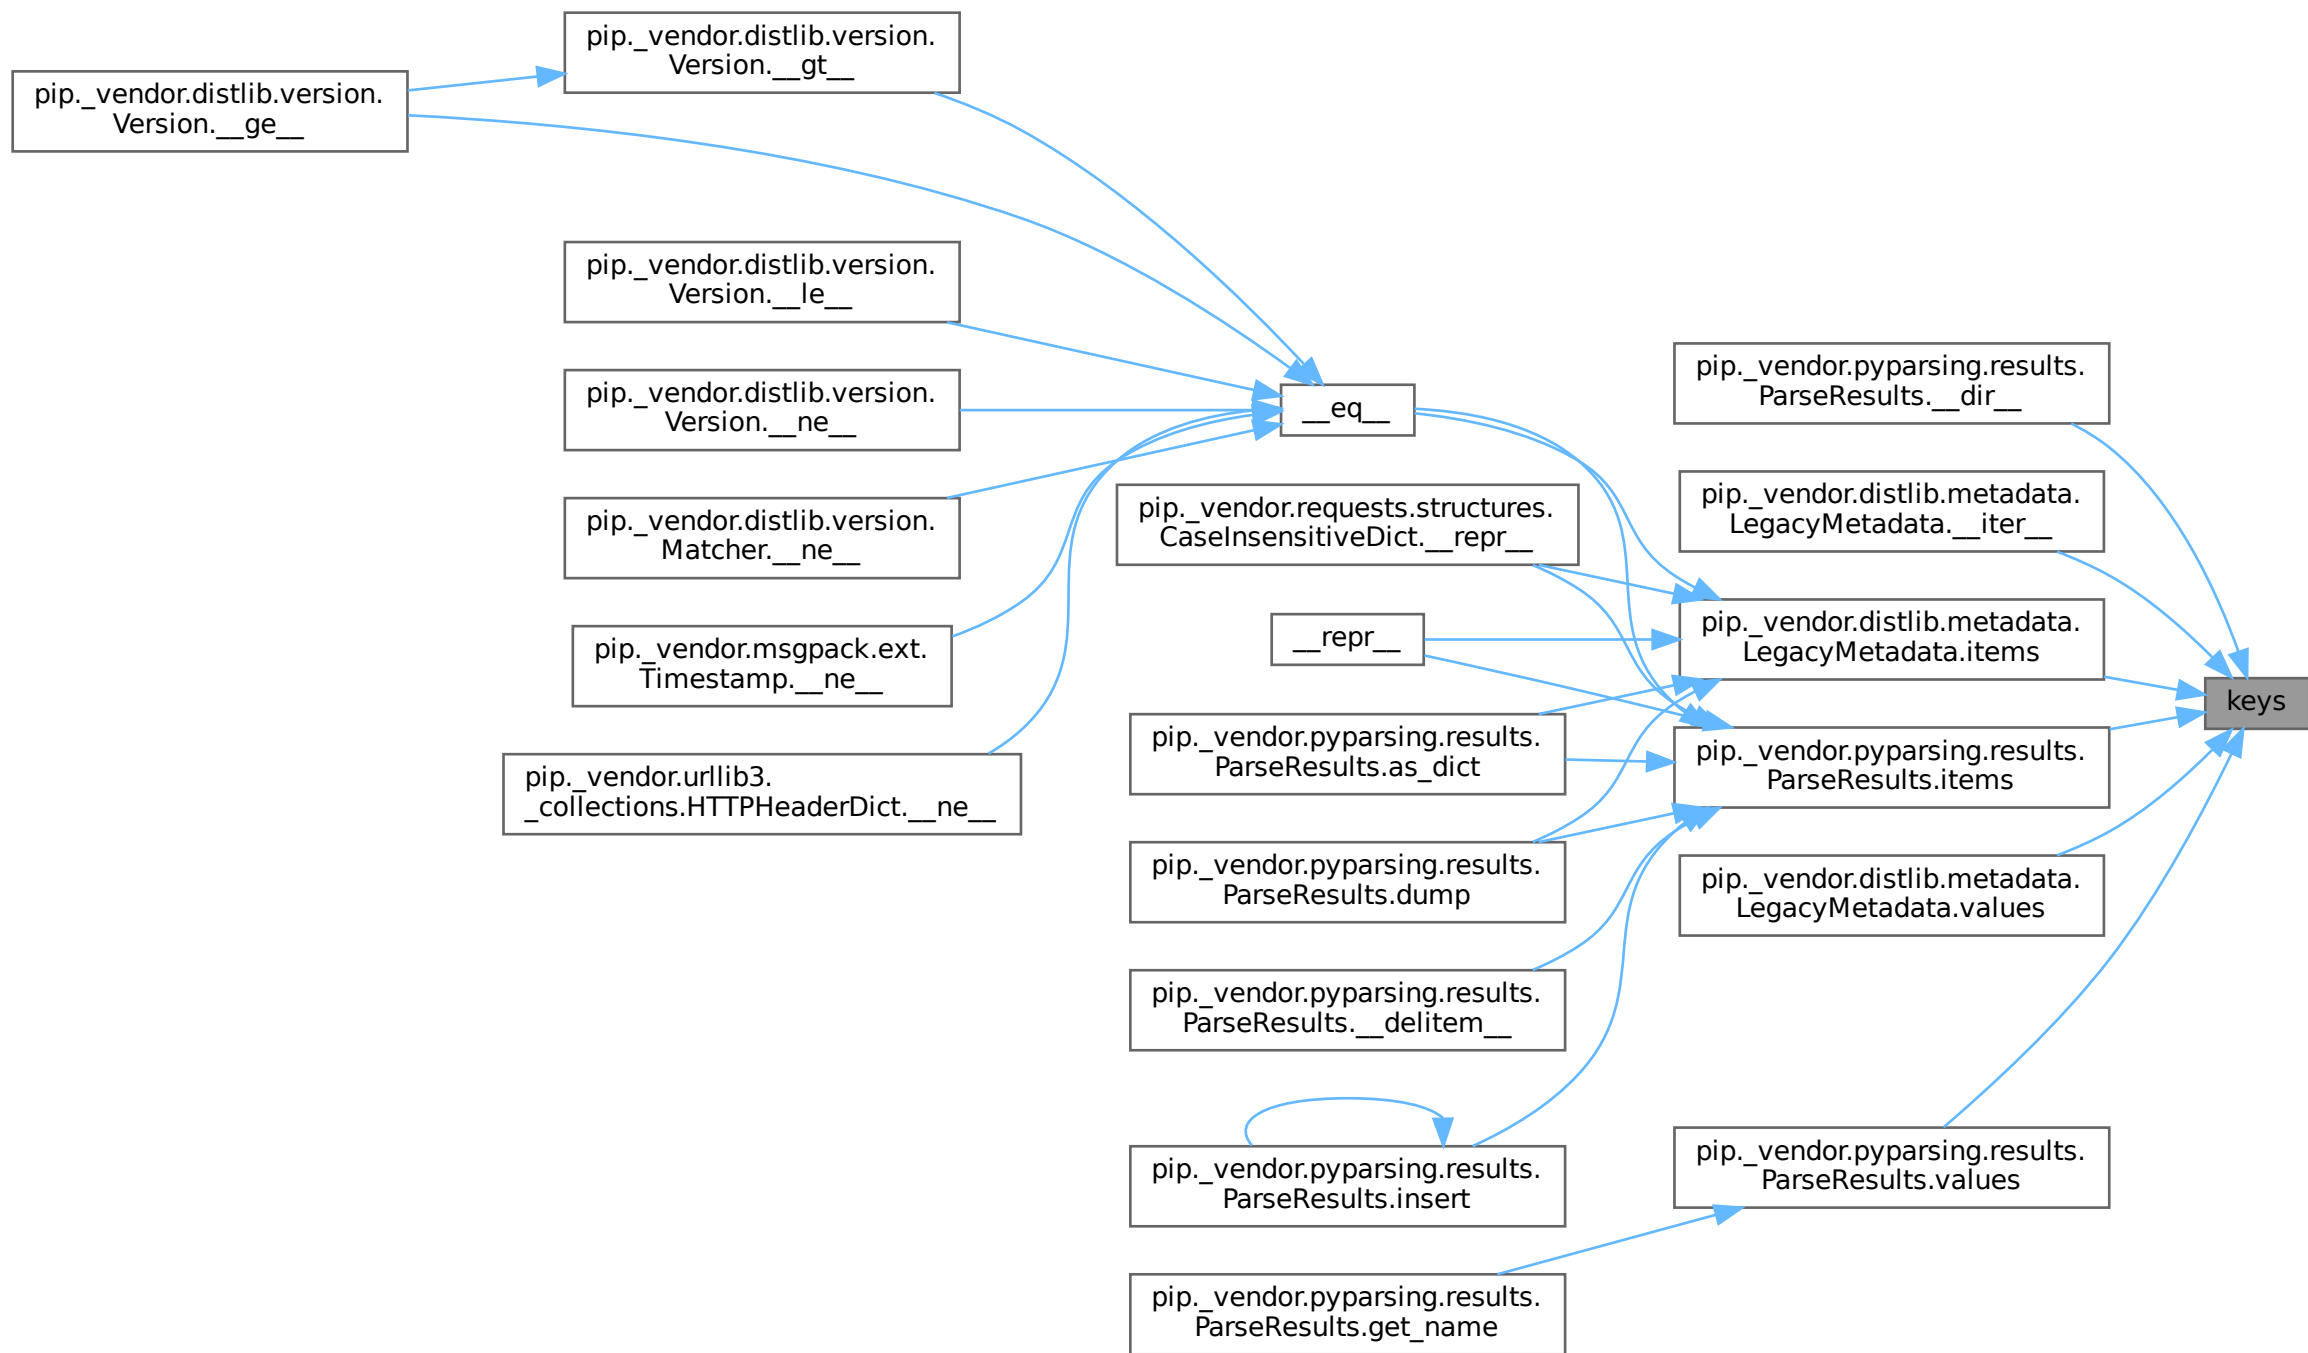 pip._vendor.distlib.version.
Version.__ge__
pip._vendor.distlib.version.
Version.__gt__
pip._vendor.distlib.version.
Version.__le__
pip._vendor.distlib.version.
Version.__ne__
pip._vendor.distlib.version.
Matcher.__ne__
pip._vendor.msgpack.ext.
Timestamp.__ne__
pip._vendor.urllib3.
_collections.HTTPHeaderDict.__ne__
__eq__
pip._vendor.requests.structures.
CaseInsensitiveDict.__repr__
__repr__
pip._vendor.pyparsing.results.
ParseResults.as_dict
pip._vendor.pyparsing.results.
ParseResults.dump
pip._vendor.pyparsing.results.
ParseResults.__delitem__
pip._vendor.pyparsing.results.
ParseResults.insert
pip._vendor.pyparsing.results.
ParseResults.get_name
pip._vendor.pyparsing.results.
ParseResults.__dir__
pip._vendor.distlib.metadata.
LegacyMetadata.__iter__
pip._vendor.distlib.metadata.
LegacyMetadata.items
pip._vendor.pyparsing.results.
ParseResults.items
pip._vendor.distlib.metadata.
LegacyMetadata.values
pip._vendor.pyparsing.results.
ParseResults.values
keys